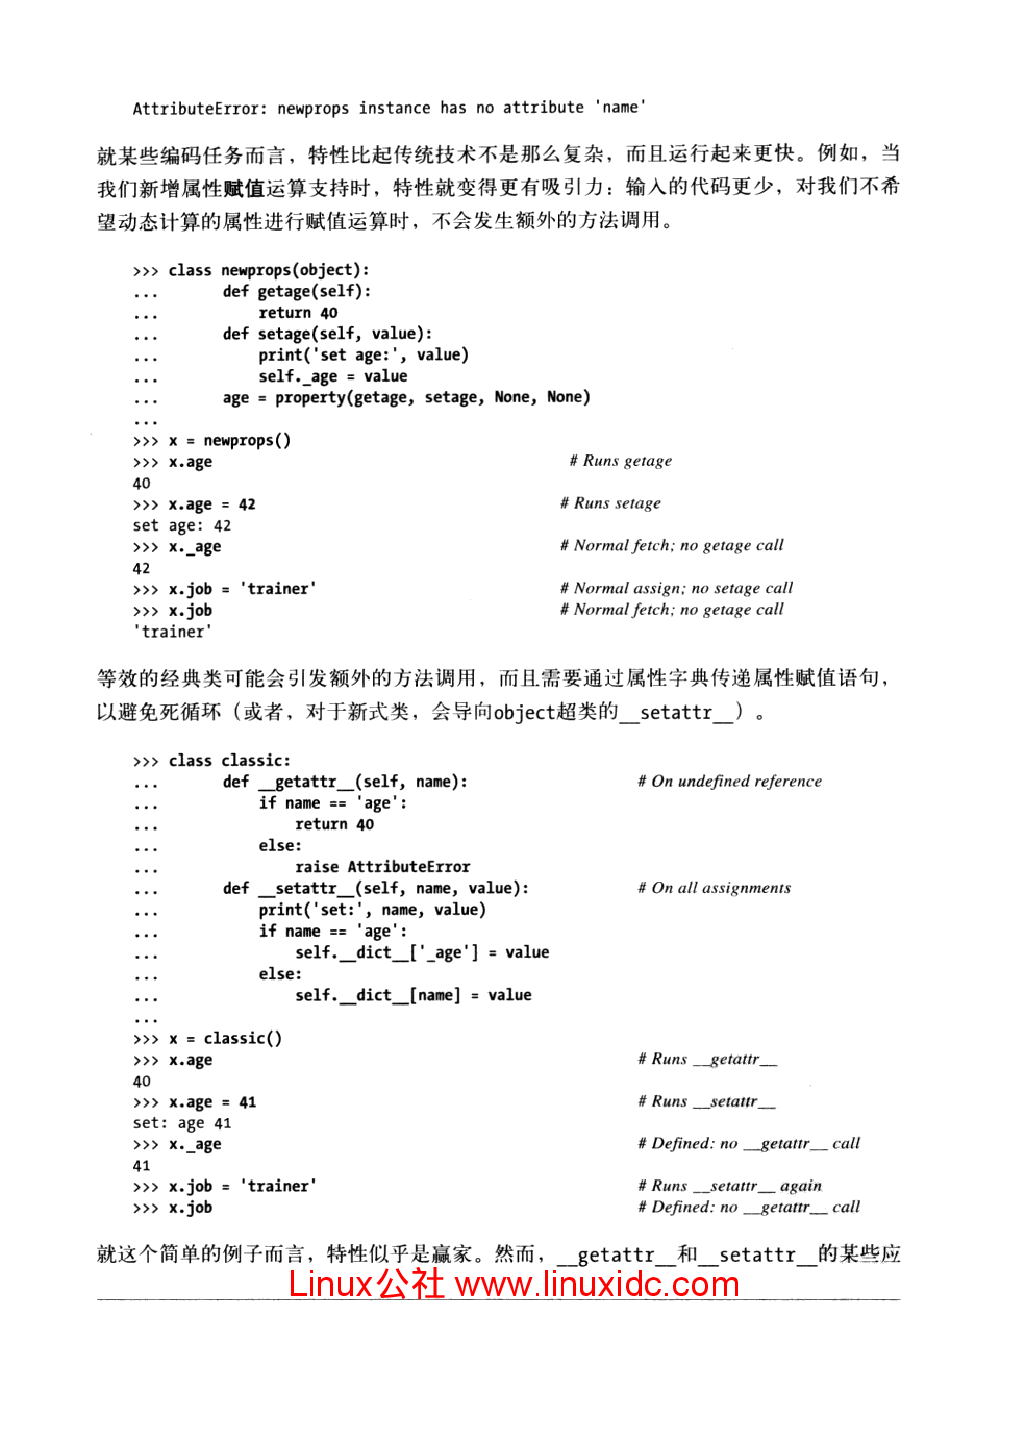 AttributeError: newprops instance has no attribute 'name'
就某些编码任务而言，特性比起传统技术不是那么复杂，而且运行起来更快。例如，当
我们新增属性赋值运算支持时，特性就变得更有吸引力：输入的代码更少，对我们不希
望动态计算的属性进行赋值运算时，不会发生额外的方法调用。
>>> class newprops(object):
...       def getage(self):
...           return 40
...       def setage(self, value):
...           print('set age:', value)
...           self._age = value
...       age = property(getage, setage, None, None)
...
>>> x = newprops()
>>> x.age # Runs getage
40
>>> x.age = 42 # Runs setage
set age: 42
>>> x._age # Normal fetch; no getage call
42
>>> x.job = 'trainer' # Normal assign; no setage call
>>> x.job # Normal fetch; no getage call
'trainer'
等效的经典类可能会引发额外的方法调用，而且需要通过属性字典传递属性赋值语句，
以避免死循环（或者，对于新式类，会导向object超类的__setattr__）。
>>> class classic:
...       def __getattr__(self, name): # On undefined reference
...           if name == 'age':
...               return 40
...           else:
...               raise AttributeError
...       def __setattr__(self, name, value): # On all assignments
...           print('set:', name, value)
...           if name == 'age':
...               self.__dict__['_age'] = value
...           else:
...               self.__dict__[name] = value
...
>>> x = classic()
>>> x.age # Runs __getattr__
40
>>> x.age = 41 # Runs __setattr__
set: age 41
>>> x._age # Defined: no __getattr__ call
41
>>> x.job = 'trainer' # Runs __setattr__ again
>>> x.job # Defined: no __getattr__ call
就这个简单的例子而言，特性似乎是赢家。然而，__getattr__和__setattr__的某些应
Linux公社 www.linuxidc.com